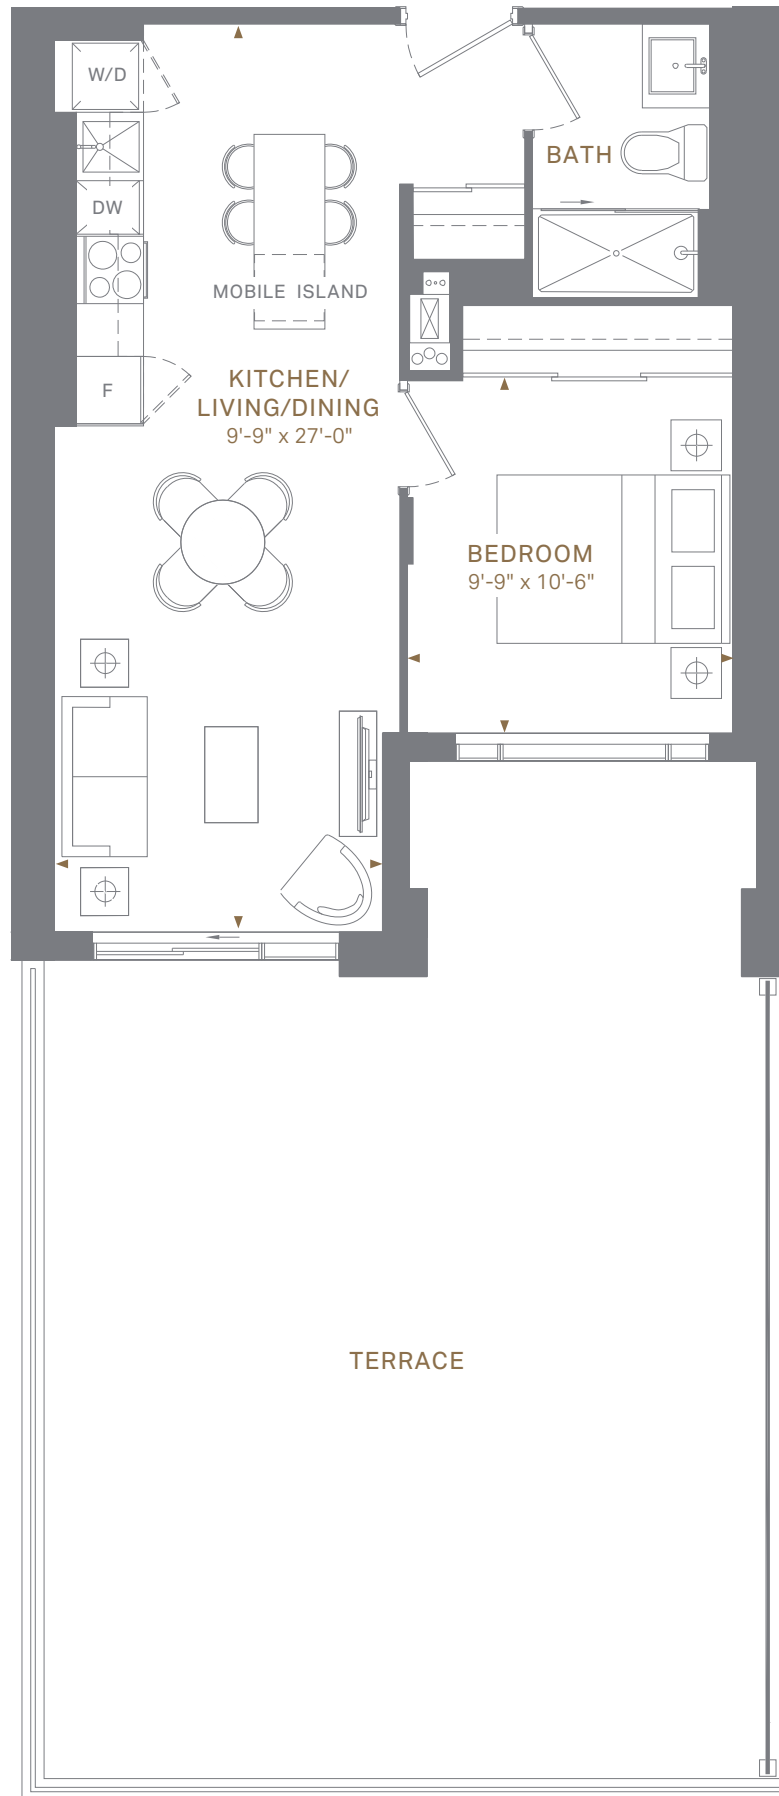 W/D
BATH
DW
MOBILE ISLAND
KITCHEN/
LIVING/DINING
9'-9" x 27'-0"
F
BEDROOM
9'-9" x 10'-6"
TERRACE